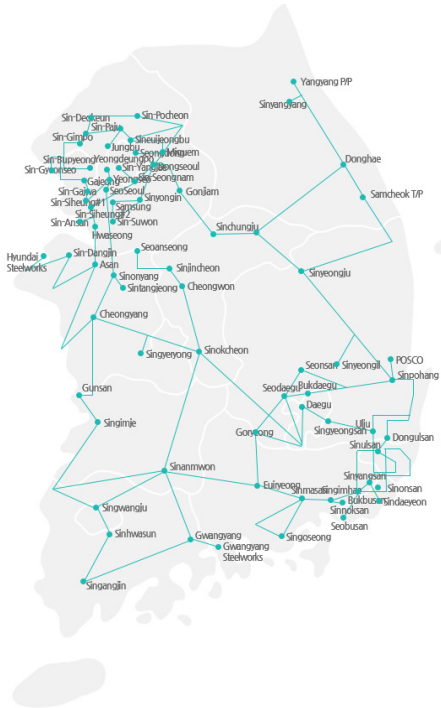 Yangyang P/P
Sinyangyang
Sin-Deokeun
Sin-Pocheon
Sin-Paju
Sin-Gimpo
Sineuijeongbu
Jungbu
Miguem
Donghae
Sin-Bupyeong
Yeongdeungpo
Dongseoul
Sin-Gyeonseo
Yeongseo
Sin-Seongnam
Gajeong
SeoSeoul
Gonjiam
Samcheok T/P
Sin-Gajwa
Sinyongin
Sin-Siheung#1
Samsung
Sin-Siheung#2
Sin-Ansan
Sin-Suwon
Sinchungju
Hwaseong
Seoanseong
Hyundai
Steelworks
Sin-Dangjin
Asan
Sinjincheon
Sinyeongju
Sinonyang
Sintangjeong
Cheongwon
Cheongyang
Singyeyong
Sinokcheon
POSCO
Seonsan
Sinyeongil
Sinpohang
Gunsan
Seodaegu
Bukdaegu
Daegu
Singimje
Goryeong
Singyeongsan
Ulju
Dongulsan
Sinulsan
Sinanmwon
Euiryeong
Sinyangsan
Sinonsan
Sinmasan
Singimhae
Bukbusan
Sindaeyeon
Singwangju
Sinnoksan
Seobusan
Sinhwasun
Gwangyang
Singoseong
Gwangyang
Steelworks
Singangjin